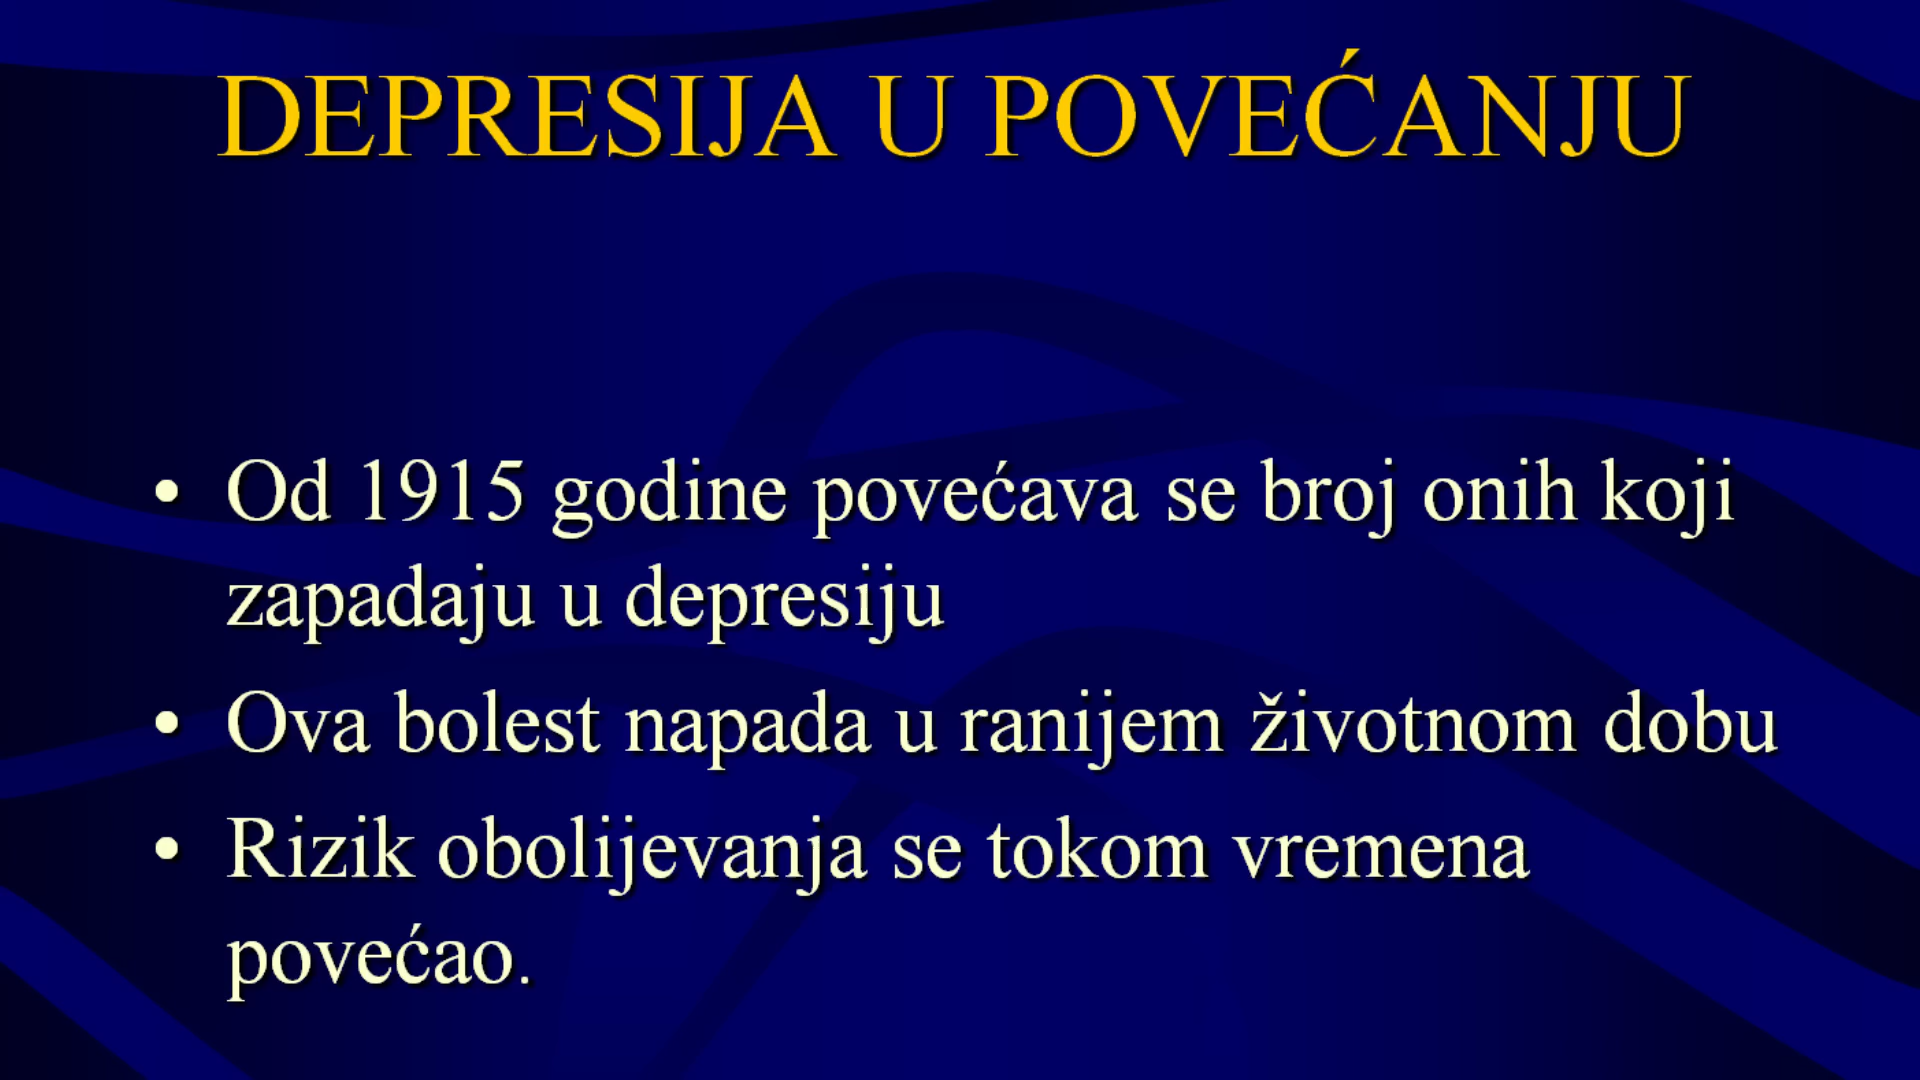 DEPRESIJA U POVEĆANJU
• Od 1915 godine povećava se broj onih koji
zapadaju u depresiju
• Ova bolest napada u ranijem životnom dobu
• Rizik obolijevanja se tokom vremena
povećao.